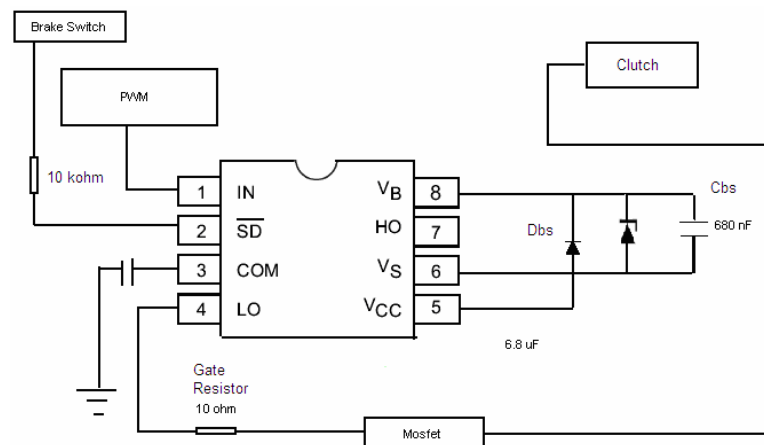 Brake Switch
PWM
Clutch
10 kohm
1 IN
2 SD
3 COM
4 LO
VB 8
HO 7
VS 6
VCC 5
Dbs
Cbs
680 nF
6.8 uF
Gate
Resistor
10 ohm
Mosfet